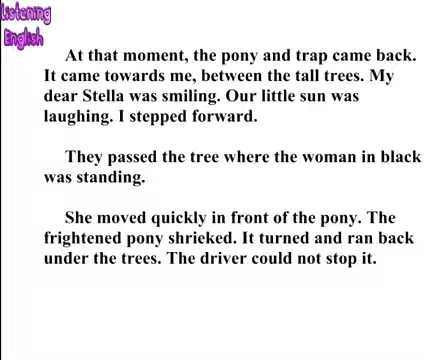 Listening
English
At that moment, the pony and trap came back.
It came towards me, between the tall trees. My
dear Stella was smiling. Our little sun was
laughing. I stepped forward.
They passed the tree where the woman in black
was standing.
She moved quickly in front of the pony. The
frightened pony shrieked. It turned and ran back
under the trees. The driver could not stop it.